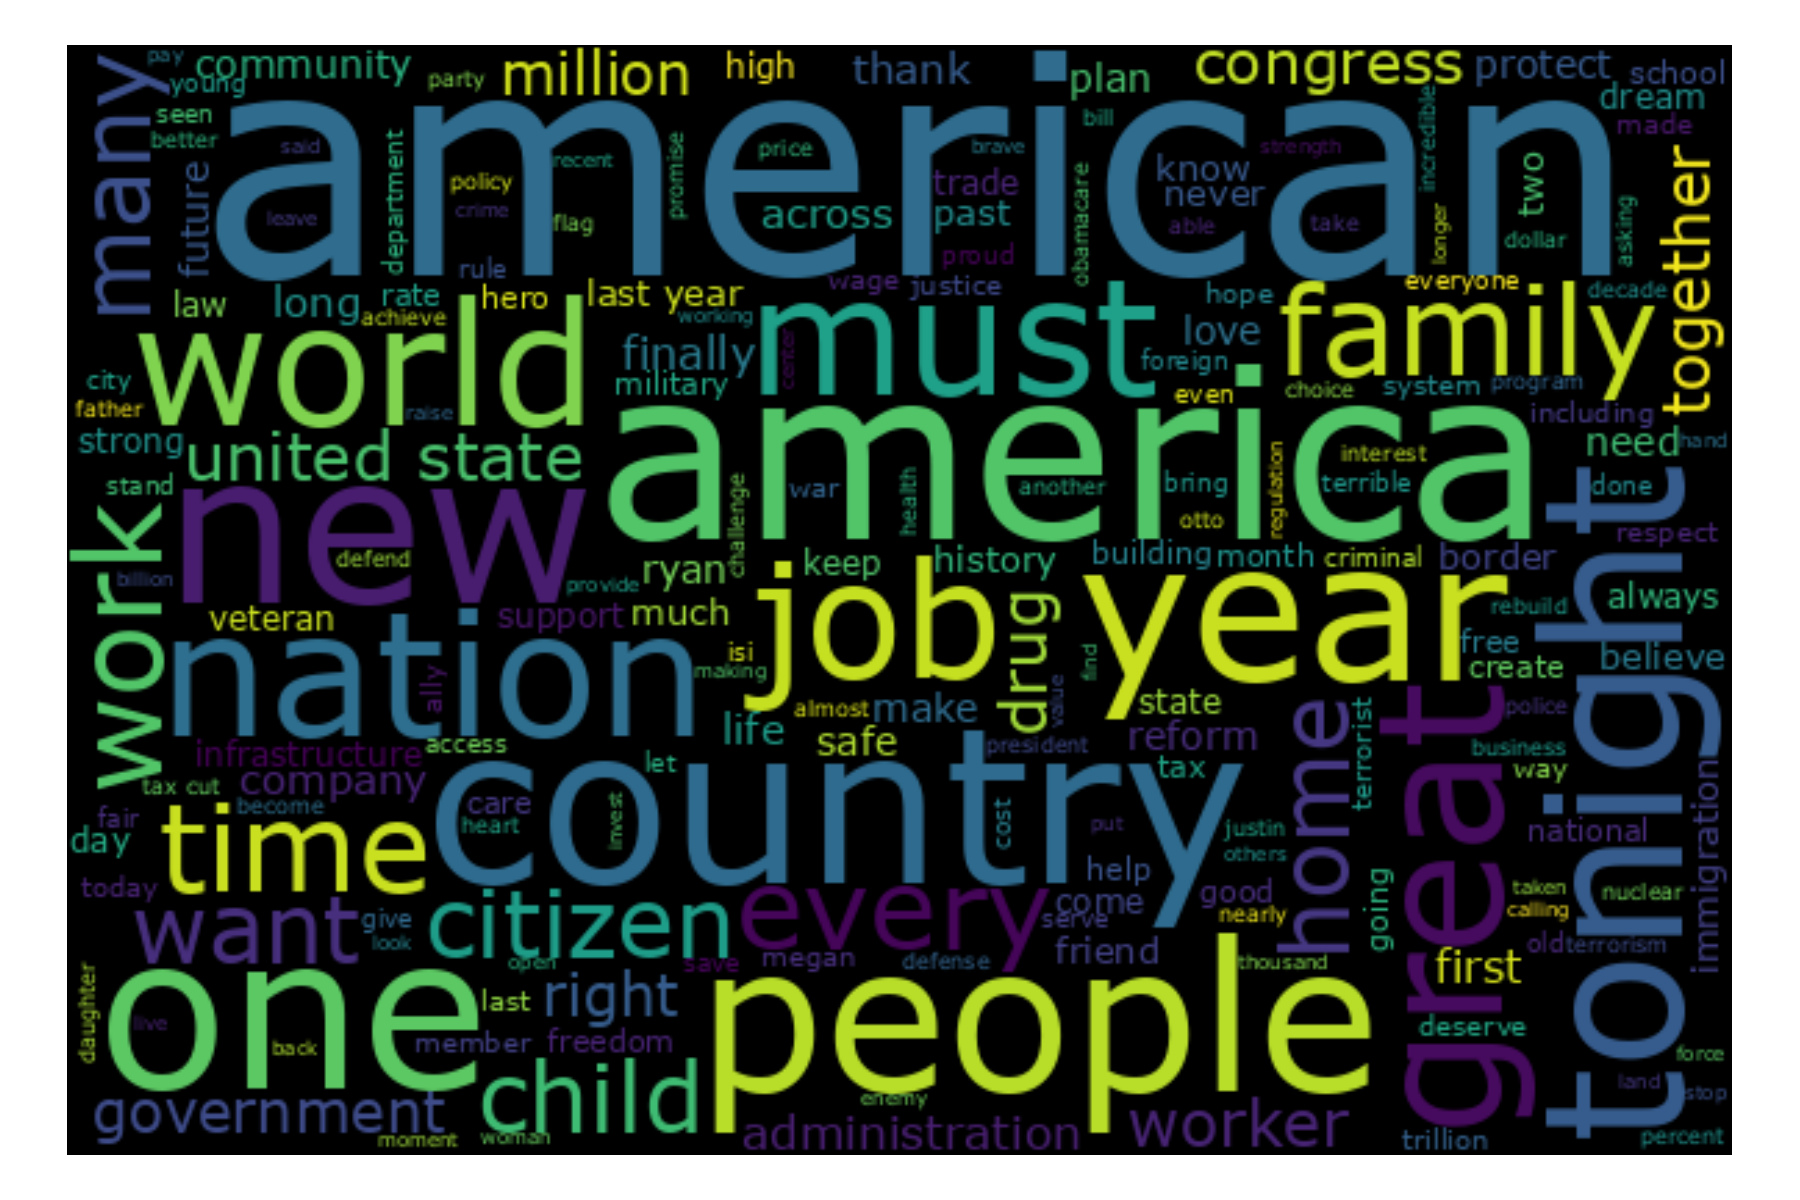 pay
community
young
party
million
high
thank
plan
congress
protect
school
dream
made
seen
better
many
american
said
department
recent
promise
price
brave
bill
strength
incredible
policy
crime
leave
flag
future
across
trade
past
know
never
obamacare
able
take
longer
two
dollar
asking
together
proud
rule
law
long
rate
achieve
hero
last year
working
wage
justice
hope
love
everyone
decade
family
must
world
finally
military
center
foreign
even
choice
system
program
including
city
father
strong
raise
america
need
hand
united state
stand
new
challenge
war
health
another
bring
otto
regulation
interest
terrible
done
respect
work
defend
billion
provide
ryan
keep
history
building
month
criminal
border
veteran
support
much
job
year
drug
rebuild
always
free
create
believe
tonight
nation
isi
making
ally
find
value
almost
make
life
safe
state
reform
president
home
terrorist
great
police
business
way
infrastructure
access
company
tax cut
become
let
country
tax
care
heart
invest
cost
put
justin
others
fair
day
time
national
immigration
today
want
give
look
citizen
every
help
come
serve
good
nearly
going
taken
calling
nuclear
old
terrorism
friend
megan
defense
save
open
thousand
first
daughter
one
live
back
last
right
member
freedom
people
deserve
force
land
stop
government
child
enemy
moment
woman
administration
worker
trillion
percent